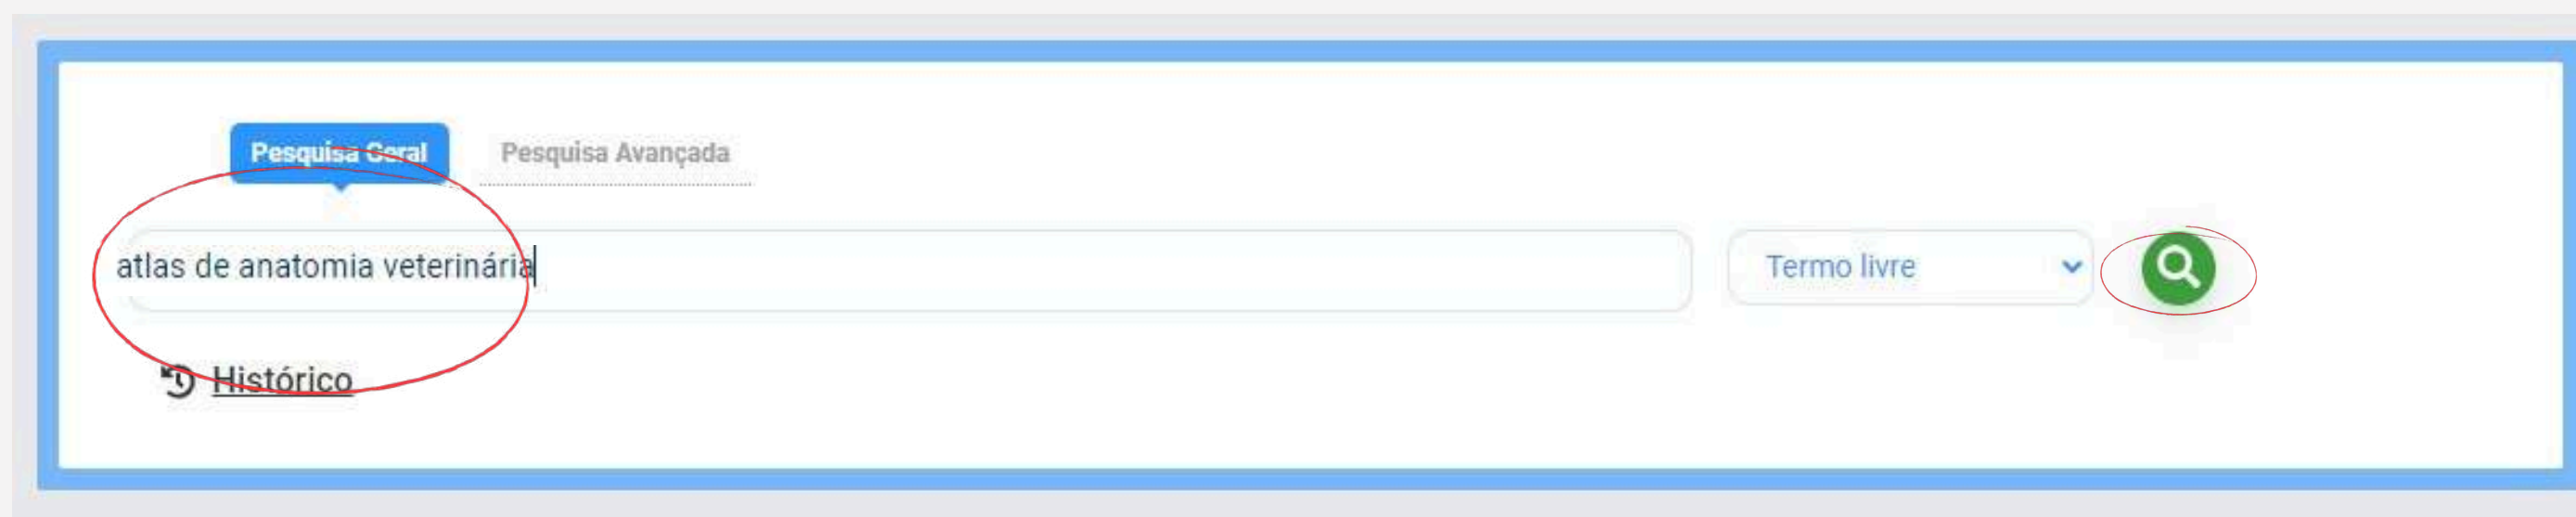 Pesquisa Geral Pesquisa Avançada
atlas de anatomia veterinária Termo livre
Histórico